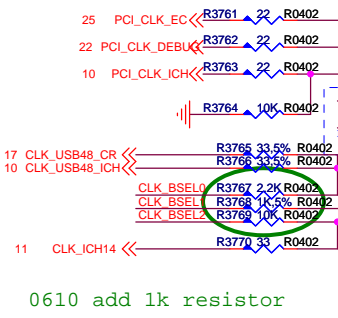 25 PCI_CLK_EC R3761 22 R0402
22 PCI_CLK_DEBUG R3762 22 R0402
10 PCI_CLK_ICH R3763 22 R0402
R3764 10K R0402
17 CLK_USB48_CR R3765 33,5% R0402
10 CLK_USB48_ICH R3766 33,5% R0402
CLK_BSEL0 R3767 2.2K R0402
CLK_BSEL1 R3768 1K,5% R0402
CLK_BSEL2 R3769 10K R0402
11 CLK_ICH14 R3770 33 R0402
0610 add 1k resistor